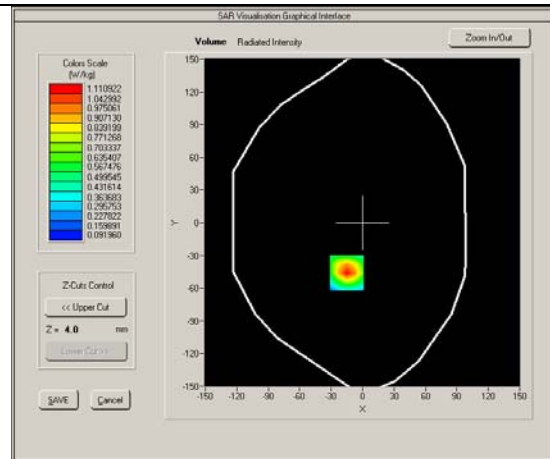 SAR Visualisation Graphical Interface
Volume Radiated Intensity
Zoom In/Out
Colors Scale
(W/kg)
1.110922
1.042992
0.975061
0.907130
0.839199
0.771268
0.703337
0.635407
0.567476
0.499545
0.431614
0.363683
0.295753
0.227822
0.159891
0.091960
Z-Cuts Control
<< Upper Cut
Z = 4.0 mm
Lower Cut >>
SAVE Cancel
150-
120-
90-
60-
30-
0-
-30-
-60-
-90-
-120-
-150-
Y
-150 -120 -90 -60 -30 0 30 60 90 120 150
X